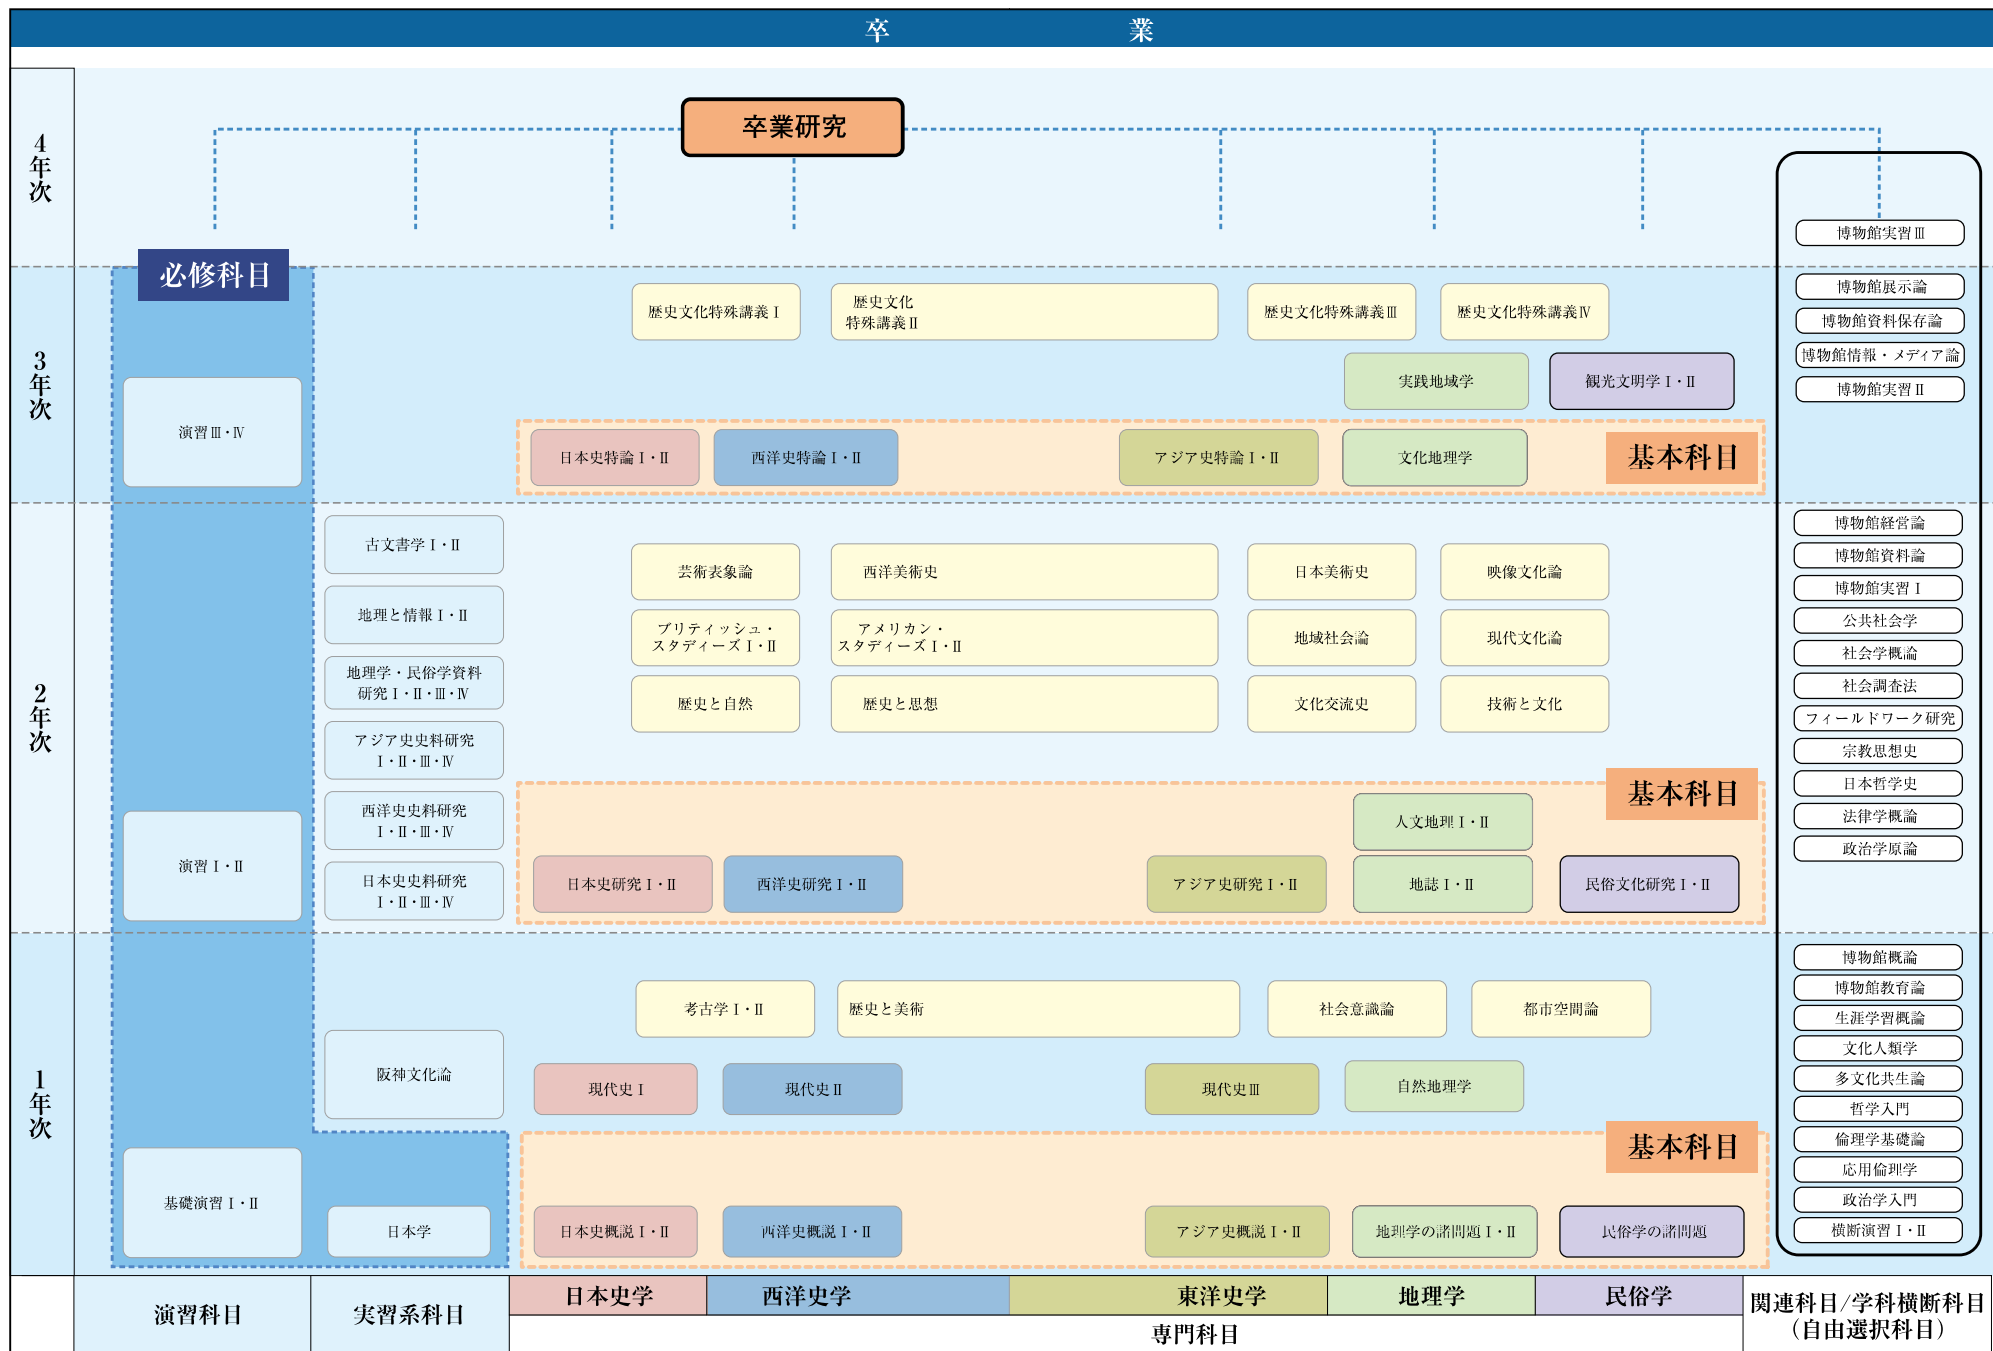 卒業
4年次
卒業研究
博物館実習Ⅲ
3年次
必修科目
演習Ⅲ・Ⅳ
歴史文化特殊講義Ⅰ
歴史文化
特殊講義Ⅱ
歴史文化特殊講義Ⅲ
歴史文化特殊講義Ⅳ
実践地域学
観光文明学Ⅰ・Ⅱ
基本科目
日本史特論Ⅰ・Ⅱ
西洋史特論Ⅰ・Ⅱ
アジア史特論Ⅰ・Ⅱ
文化地理学
博物館展示論
博物館資料保存論
博物館情報・メディア論
博物館実習Ⅱ
2年次
演習Ⅰ・Ⅱ
古文書学Ⅰ・Ⅱ
地理と情報Ⅰ・Ⅱ
地理学・民俗学資料
研究Ⅰ・Ⅱ・Ⅲ・Ⅳ
アジア史史料研究
Ⅰ・Ⅱ・Ⅲ・Ⅳ
西洋史史料研究
Ⅰ・Ⅱ・Ⅲ・Ⅳ
日本史史料研究
Ⅰ・Ⅱ・Ⅲ・Ⅳ
芸術表象論
西洋美術史
日本美術史
映像文化論
ブリティッシュ・
スタディーズⅠ・Ⅱ
アメリカン・
スタディーズⅠ・Ⅱ
地域社会論
現代文化論
歴史と自然
歴史と思想
文化交流史
技術と文化
基本科目
人文地理Ⅰ・Ⅱ
日本史研究Ⅰ・Ⅱ
西洋史研究Ⅰ・Ⅱ
アジア史研究Ⅰ・Ⅱ
地誌Ⅰ・Ⅱ
民俗文化研究Ⅰ・Ⅱ
博物館経営論
博物館資料論
博物館実習Ⅰ
公共社会学
社会学概論
社会調査法
フィールドワーク研究
宗教思想史
日本哲学史
法律学概論
政治学原論
1年次
基礎演習Ⅰ・Ⅱ
阪神文化論
日本学
考古学Ⅰ・Ⅱ
歴史と美術
社会意識論
都市空間論
現代史Ⅰ
現代史Ⅱ
現代史Ⅲ
自然地理学
基本科目
日本史概説Ⅰ・Ⅱ
西洋史概説Ⅰ・Ⅱ
アジア史概説Ⅰ・Ⅱ
地理学の諸問題Ⅰ・Ⅱ
民俗学の諸問題
博物館概論
博物館教育論
生涯学習概論
文化人類学
多文化共生論
哲学入門
倫理学基礎論
応用倫理学
政治学入門
横断演習Ⅰ・Ⅱ
演習科目
実習系科目
日本史学
西洋史学
東洋史学
地理学
民俗学
専門科目
関連科目/学科横断科目
(自由選択科目)